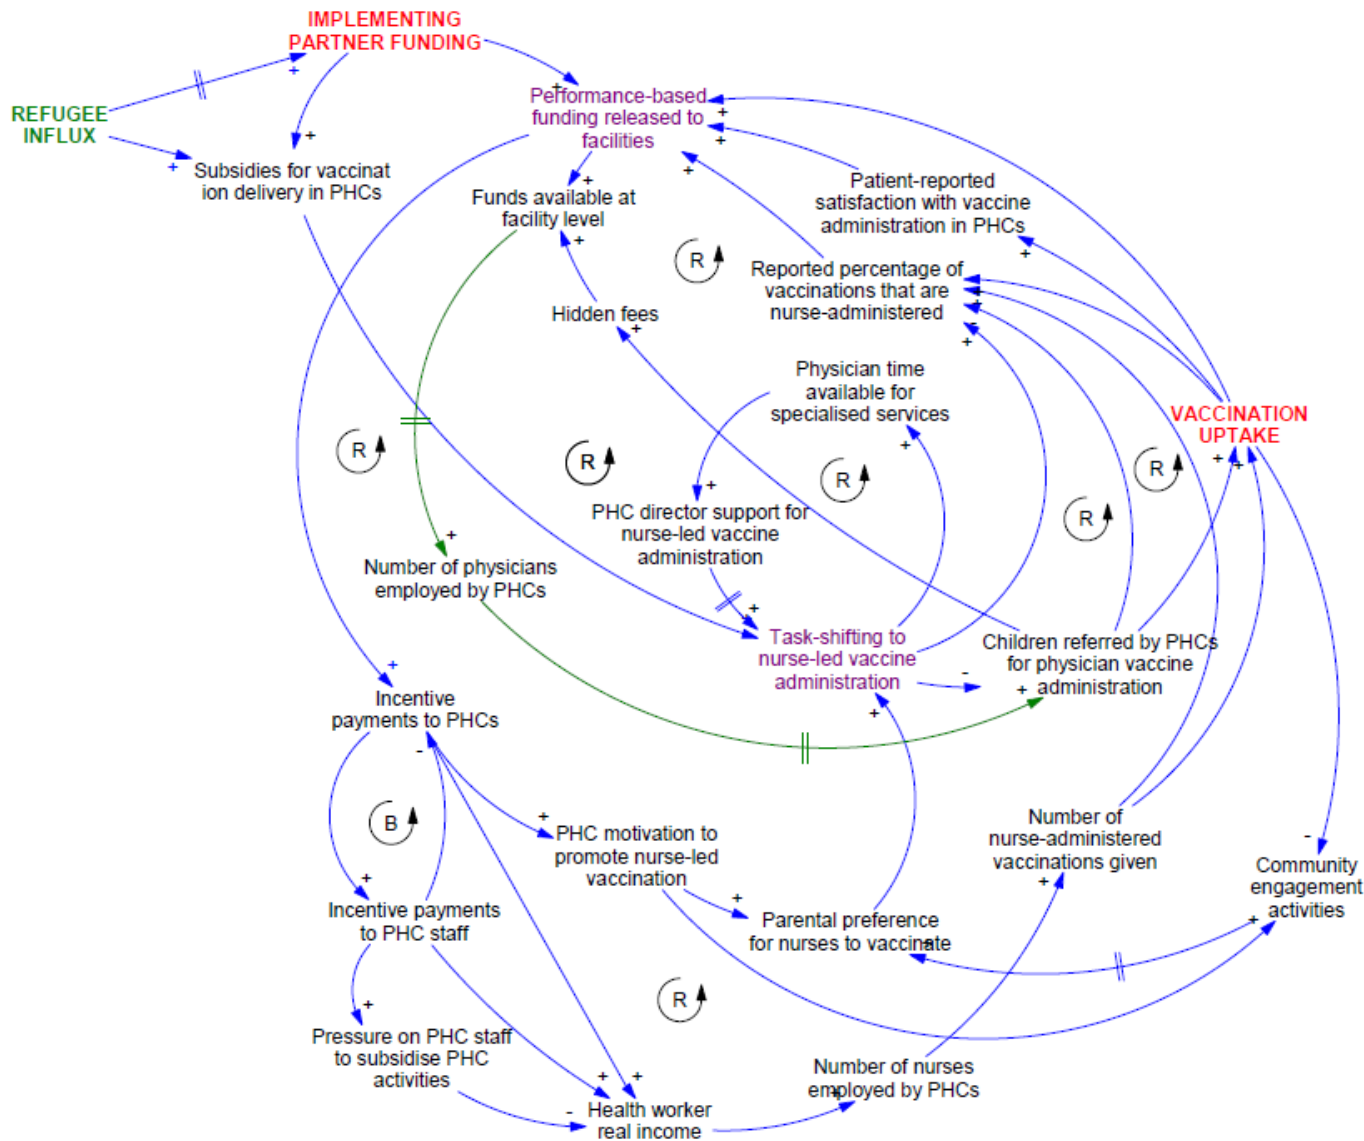 IMPLEMENTING
PARTNER FUNDING
REFUGEE
INFLUX
Performance-based
funding released to
facilities
Subsidies for vaccinat
ion delivery in PHCs
Funds available at
facility level
Patient-reported
satisfaction with vaccine
administration in PHCs
Reported percentage of
vaccinations that are
nurse-administered
R
Hidden fees
Physician time
available for
specialised services
VACCINATION
UPTAKE
R
R
R
R
R
PHC director support for
nurse-led vaccine
administration
Number of physicians
employed by PHCs
Task-shifting to
nurse-led vaccine
administration
Children referred by PHCs
for physician vaccine
administration
Incentive
payments to PHCs
B
PHC motivation to
promote nurse-led
vaccination
Number of
nurse-administered
vaccinations given
Community
engagement
activities
Incentive payments
to PHC staff
Parental preference
for nurses to vaccinate
R
Pressure on PHC staff
to subsidise PHC
activities
Number of nurses
employed by PHCs
Health worker
real income